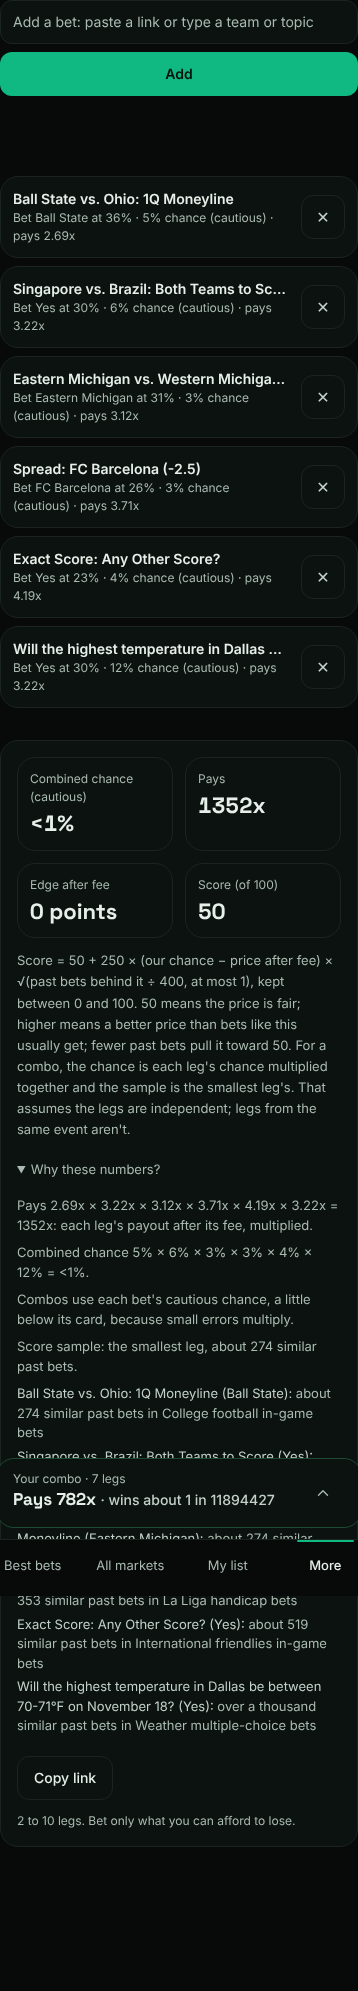 Add a bet: paste a link or type a team or topic
Add
Ball State vs. Ohio: 1Q Moneyline
Bet Ball State at 36% · 5% chance (cautious) ·
pays 2.69x
✕
Singapore vs. Brazil: Both Teams to Sc...
Bet Yes at 30% · 6% chance (cautious) · pays
3.22x
✕
Eastern Michigan vs. Western Michiga...
Bet Eastern Michigan at 31% · 3% chance
(cautious) · pays 3.12x
✕
Spread: FC Barcelona (-2.5)
Bet FC Barcelona at 26% · 3% chance
(cautious) · pays 3.71x
✕
Exact Score: Any Other Score?
Bet Yes at 23% · 4% chance (cautious) · pays
4.19x
✕
Will the highest temperature in Dallas ...
Bet Yes at 30% · 12% chance (cautious) · pays
3.22x
✕
Combined chance
(cautious)
<1%
Pays
1352x
Edge after fee
0 points
Score (of 100)
50
Score = 50 + 250 × (our chance − price after fee) ×
√(past bets behind it ÷ 400, at most 1), kept
between 0 and 100. 50 means the price is fair;
higher means a better price than bets like this
usually get; fewer past bets pull it toward 50. For a
combo, the chance is each leg's chance multiplied
together and the sample is the smallest leg's. That
assumes the legs are independent; legs from the
same event aren't.
▼ Why these numbers?
Pays 2.69x × 3.22x × 3.12x × 3.71x × 4.19x × 3.22x =
1352x: each leg's payout after its fee, multiplied.
Combined chance 5% × 6% × 3% × 3% × 4% ×
12% = <1%.
Combos use each bet's cautious chance, a little
below its card, because small errors multiply.
Score sample: the smallest leg, about 274 similar
past bets.
Ball State vs. Ohio: 1Q Moneyline (Ball State): about
274 similar past bets in College football in-game
bets
Singapore vs. Brazil: Both Teams to Score (Yes):
Your combo · 7 legs
Pays 782x · wins about 1 in 11894427
Moneyline (Eastern Michigan): about 274 similar
Best bets
All markets
My list
More
353 similar past bets in La Liga handicap bets
Exact Score: Any Other Score? (Yes): about 519
similar past bets in International friendlies in-game
bets
Will the highest temperature in Dallas be between
70-71°F on November 18? (Yes): over a thousand
similar past bets in Weather multiple-choice bets
Copy link
2 to 10 legs. Bet only what you can afford to lose.